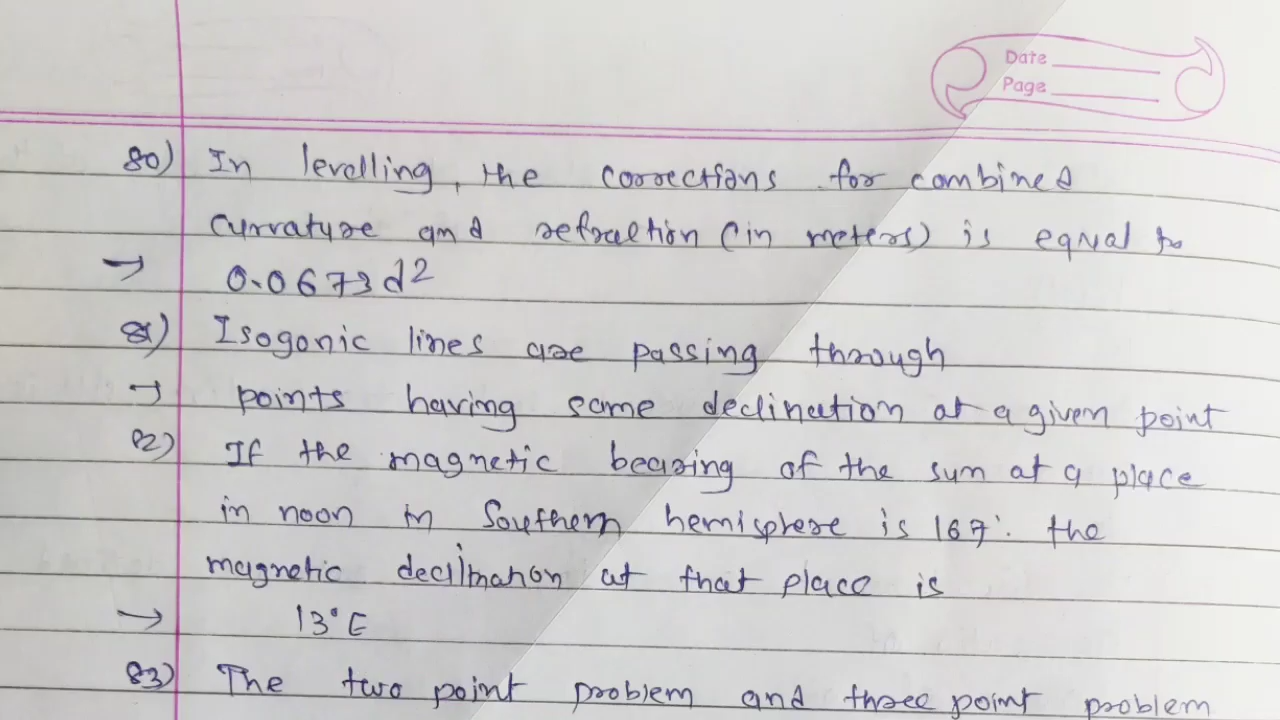 Date
Page
80) In levelling, the corrections for combined
curvature and refraction (in meters) is equal to
→ 0.0673d²
81) Isogonic lines are passing through
→ points having same declination at a given point
82) If the magnetic bearing of the sum at a place
in noon in Southern hemisphere is 167°. the
magnetic declination at that place is
→ 13°E
83) The two point problem and three point problem